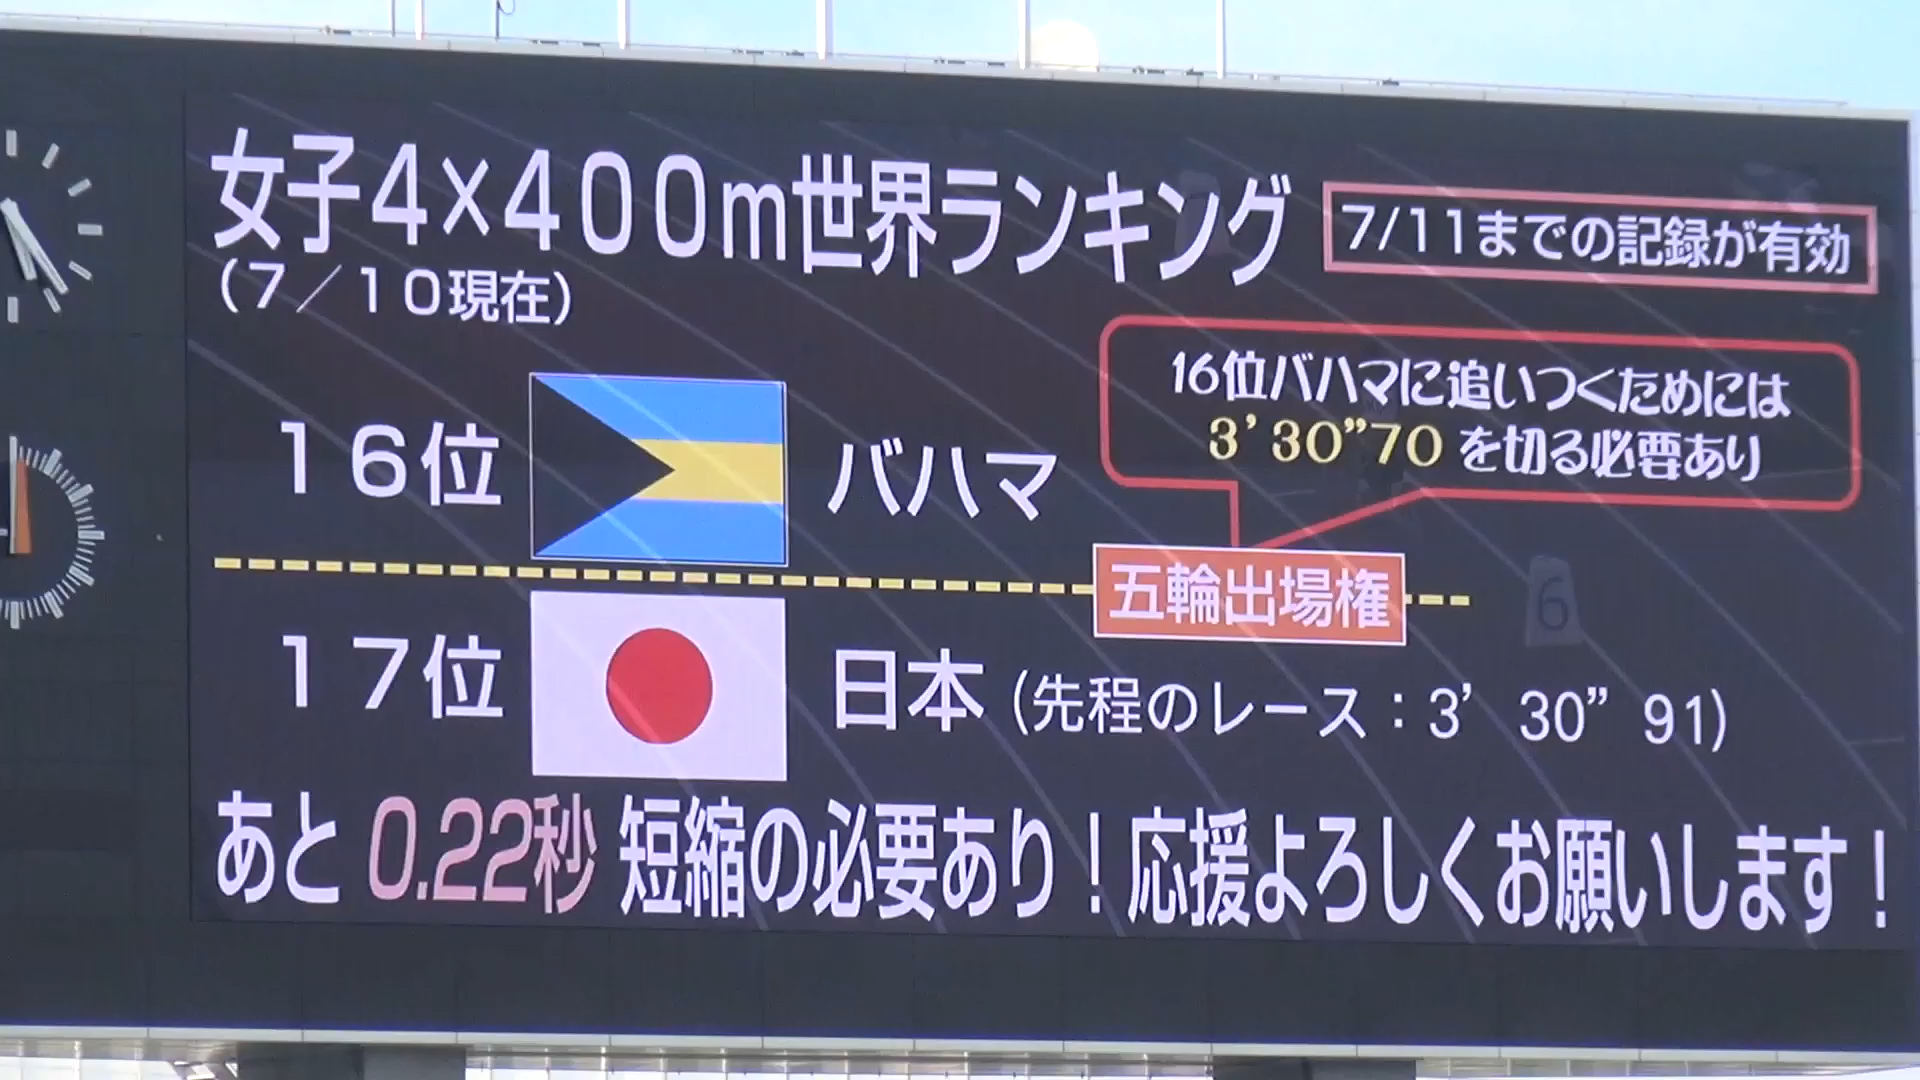 女子４×４００ｍ世界ランキング
7/11までの記録が有効
（７／１０現在）
16位バハマに追いつくためには
3’30”70を切る必要あり
１６位 バハマ
五輪出場権
１７位 日本 (先程のレース：3’ 30” 91)
あと0.22秒短縮の必要あり！応援よろしくお願いします！
6